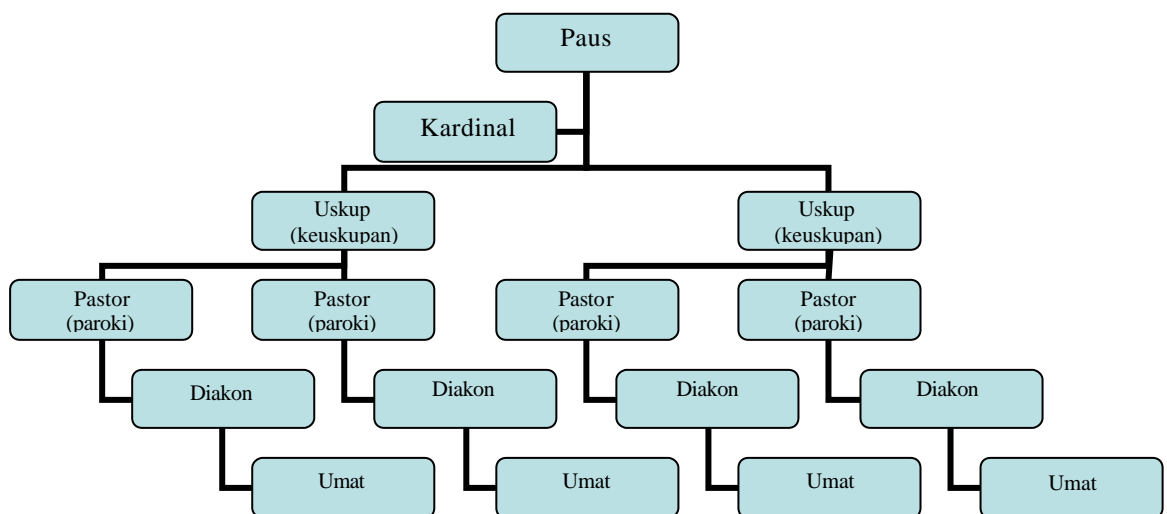 Paus
Kardinal
Uskup
(keuskupan)
Uskup
(keuskupan)
Pastor
(paroki)
Pastor
(paroki)
Pastor
(paroki)
Pastor
(paroki)
Diakon
Diakon
Diakon
Diakon
Umat
Umat
Umat
Umat